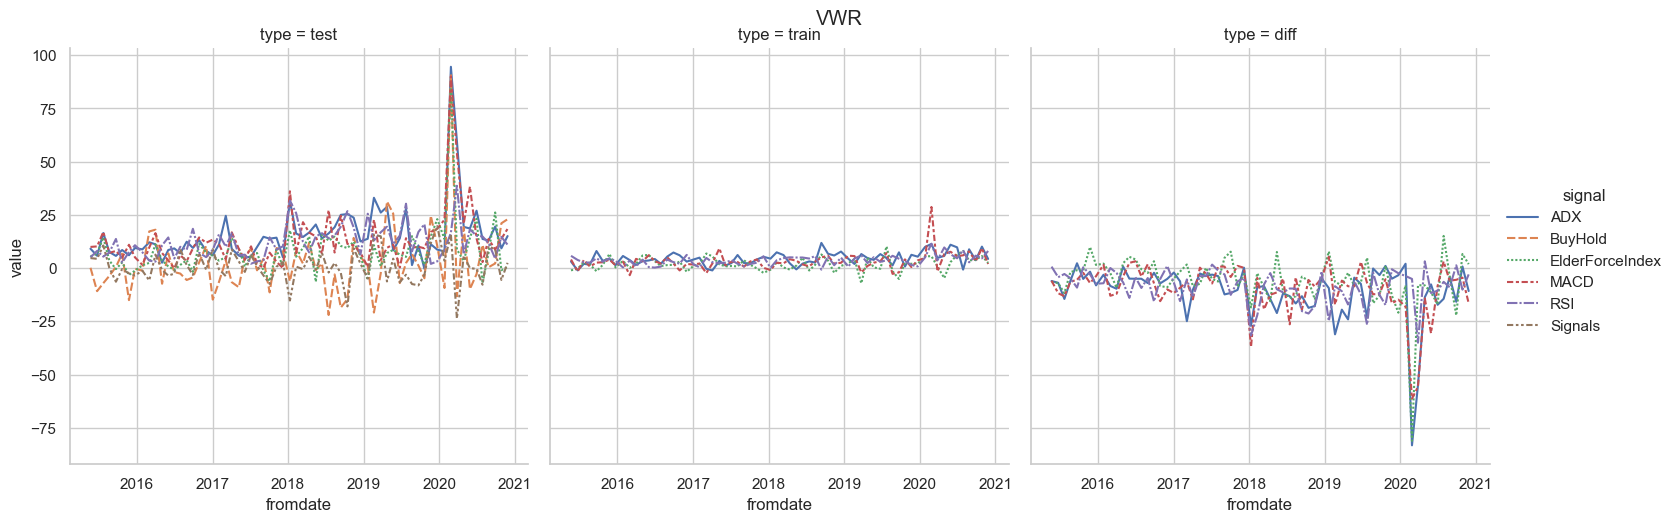 VWR
type = test
type = train
type = diff
value
100
75
50
25
0
−25
−50
−75
2016
2017
2018
2019
2020
2021
fromdate
2016
2017
2018
2019
2020
2021
fromdate
2016
2017
2018
2019
2020
2021
fromdate
signal
ADX
BuyHold
ElderForceIndex
MACD
RSI
Signals